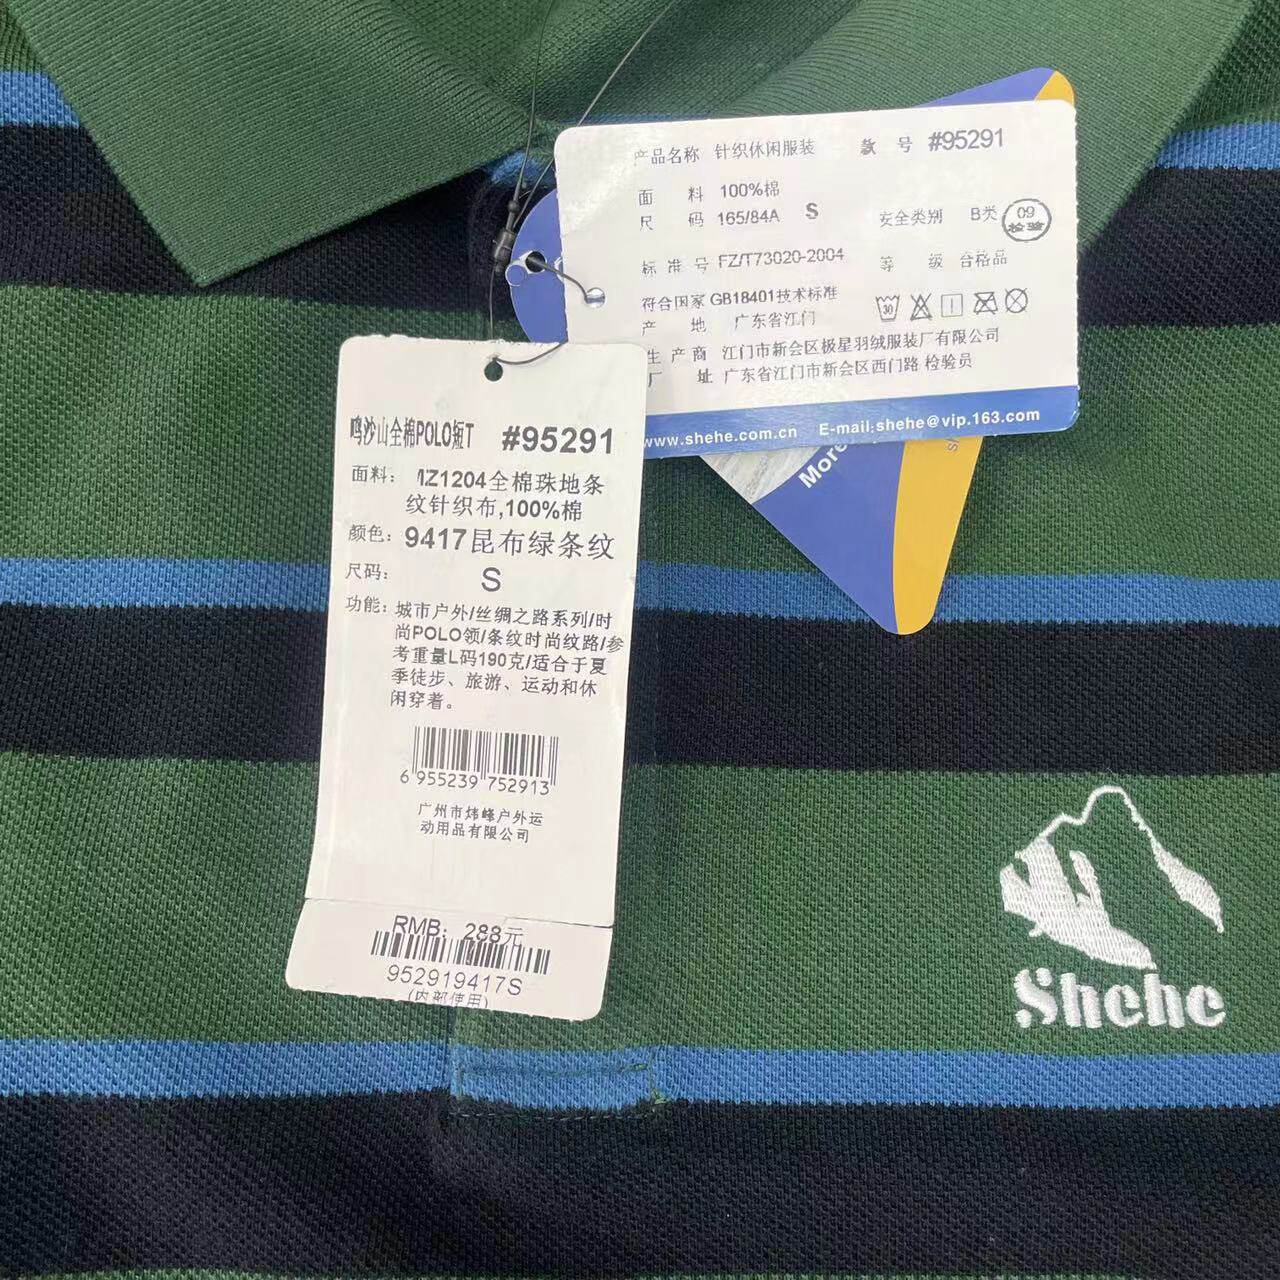 产品名称 针织休闲服装 款 号 #95291
面 料 100%棉
尺 码 165/84A S 安全类别 B类 09 检验
标 准 号 FZ/T73020-2004 等 级 合格品
符合国家GB18401技术标准
产 地 广东省江门
30
生 产 商 江门市新会区极星羽绒服装厂有限公司
厂 址 广东省江门市新会区西门路 检验员
www.shehe.com.cn E-mail:shehe@vip.163.com
More
鸣沙山全棉POLO短T #95291
面料: MZ1204全棉珠地条
纹针织布,100%棉
颜色: 9417昆布绿条纹
尺码: S
功能: 城市户外/丝绸之路系列/时
尚POLO领/条纹时尚纹路/参
考重量L码190克/适合于夏
季徒步、旅游、运动和休
闲穿着。
6 955239 752913
广州市炜峰户外运
动用品有限公司
RMB: 288元
952919417S
(内部使用)
Shehe